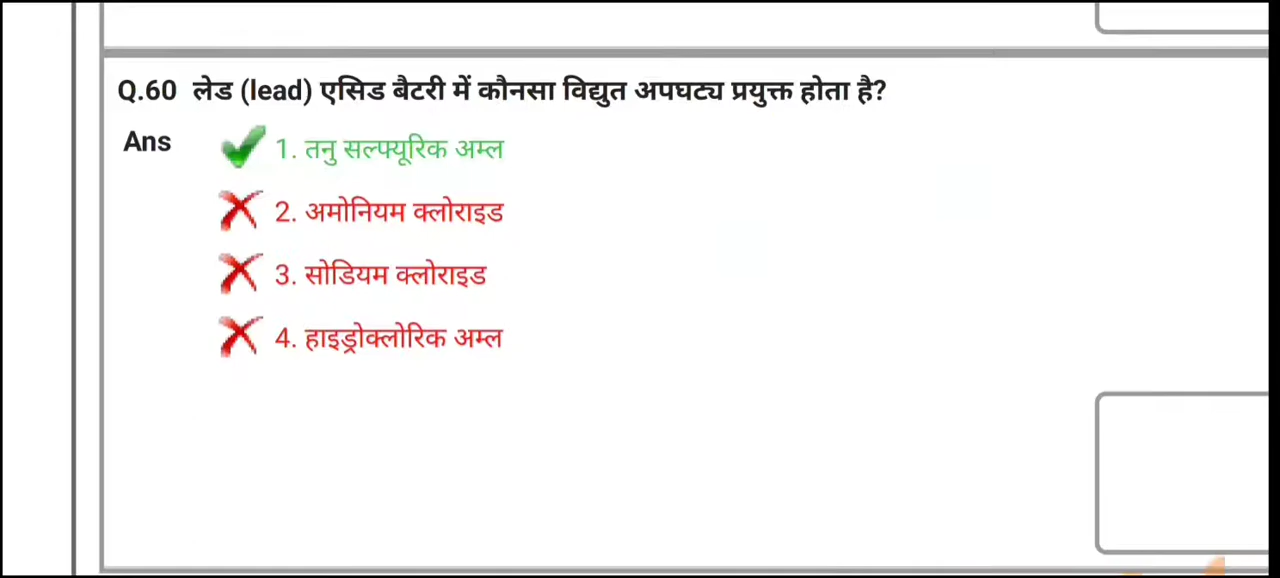 Q.60 लेड (lead) एसिड बैटरी में कौनसा विद्युत अपघट्य प्रयुक्त होता है?
Ans 1. तनु सल्फ्यूरिक अम्ल
2. अमोनियम क्लोराइड
3. सोडियम क्लोराइड
4. हाइड्रोक्लोरिक अम्ल